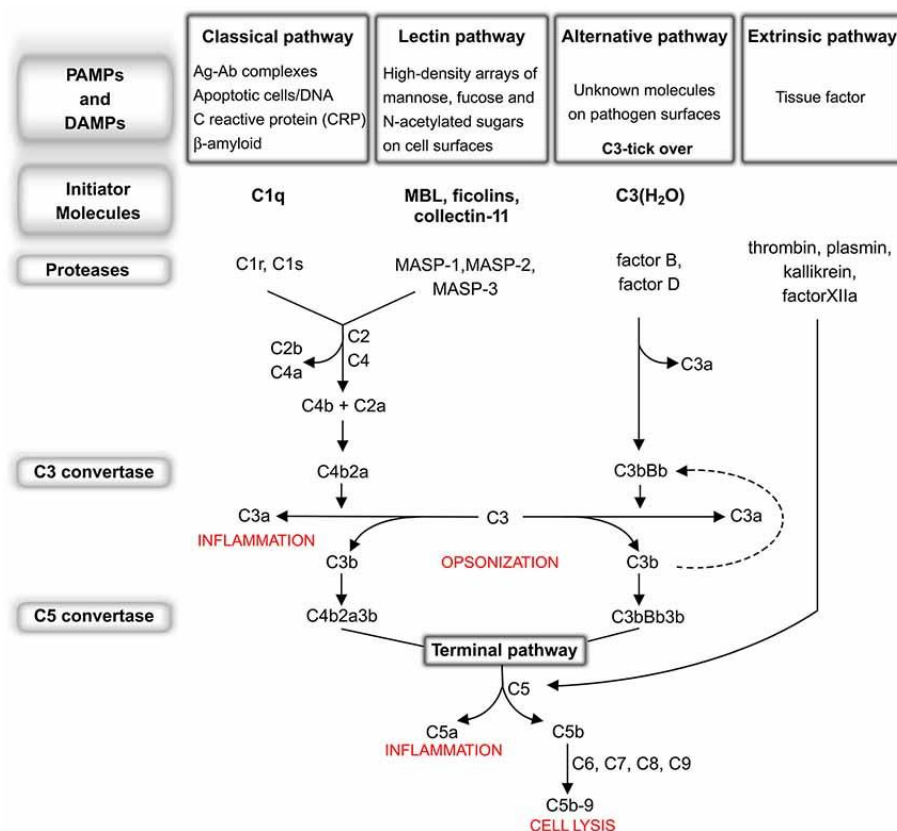 Classical pathway
Lectin pathway
Alternative pathway
Extrinsic pathway
PAMPs
and
DAMPs
Ag-Ab complexes
Apoptotic cells/DNA
C reactive protein (CRP)
β-amyloid
High-density arrays of
mannose, fucose and
N-acetylated sugars
on cell surfaces
Unknown molecules
on pathogen surfaces
C3-tick over
Tissue factor
Initiator
Molecules
C1q
MBL, ficolins,
collectin-11
C3(H₂O)
Proteases
C1r, C1s
MASP-1,MASP-2,
MASP-3
factor B,
factor D
thrombin, plasmin,
kallikrein,
factorXIIa
C2
C4
C2b
C4a
C3a
C4b + C2a
C3 convertase
C4b2a
C3bBb
C3a
C3
C3a
INFLAMMATION
OPSONIZATION
C3b
C3b
C5 convertase
C4b2a3b
C3bBb3b
Terminal pathway
C5
C5a
INFLAMMATION
C5b
C6, C7, C8, C9
C5b-9
CELL LYSIS